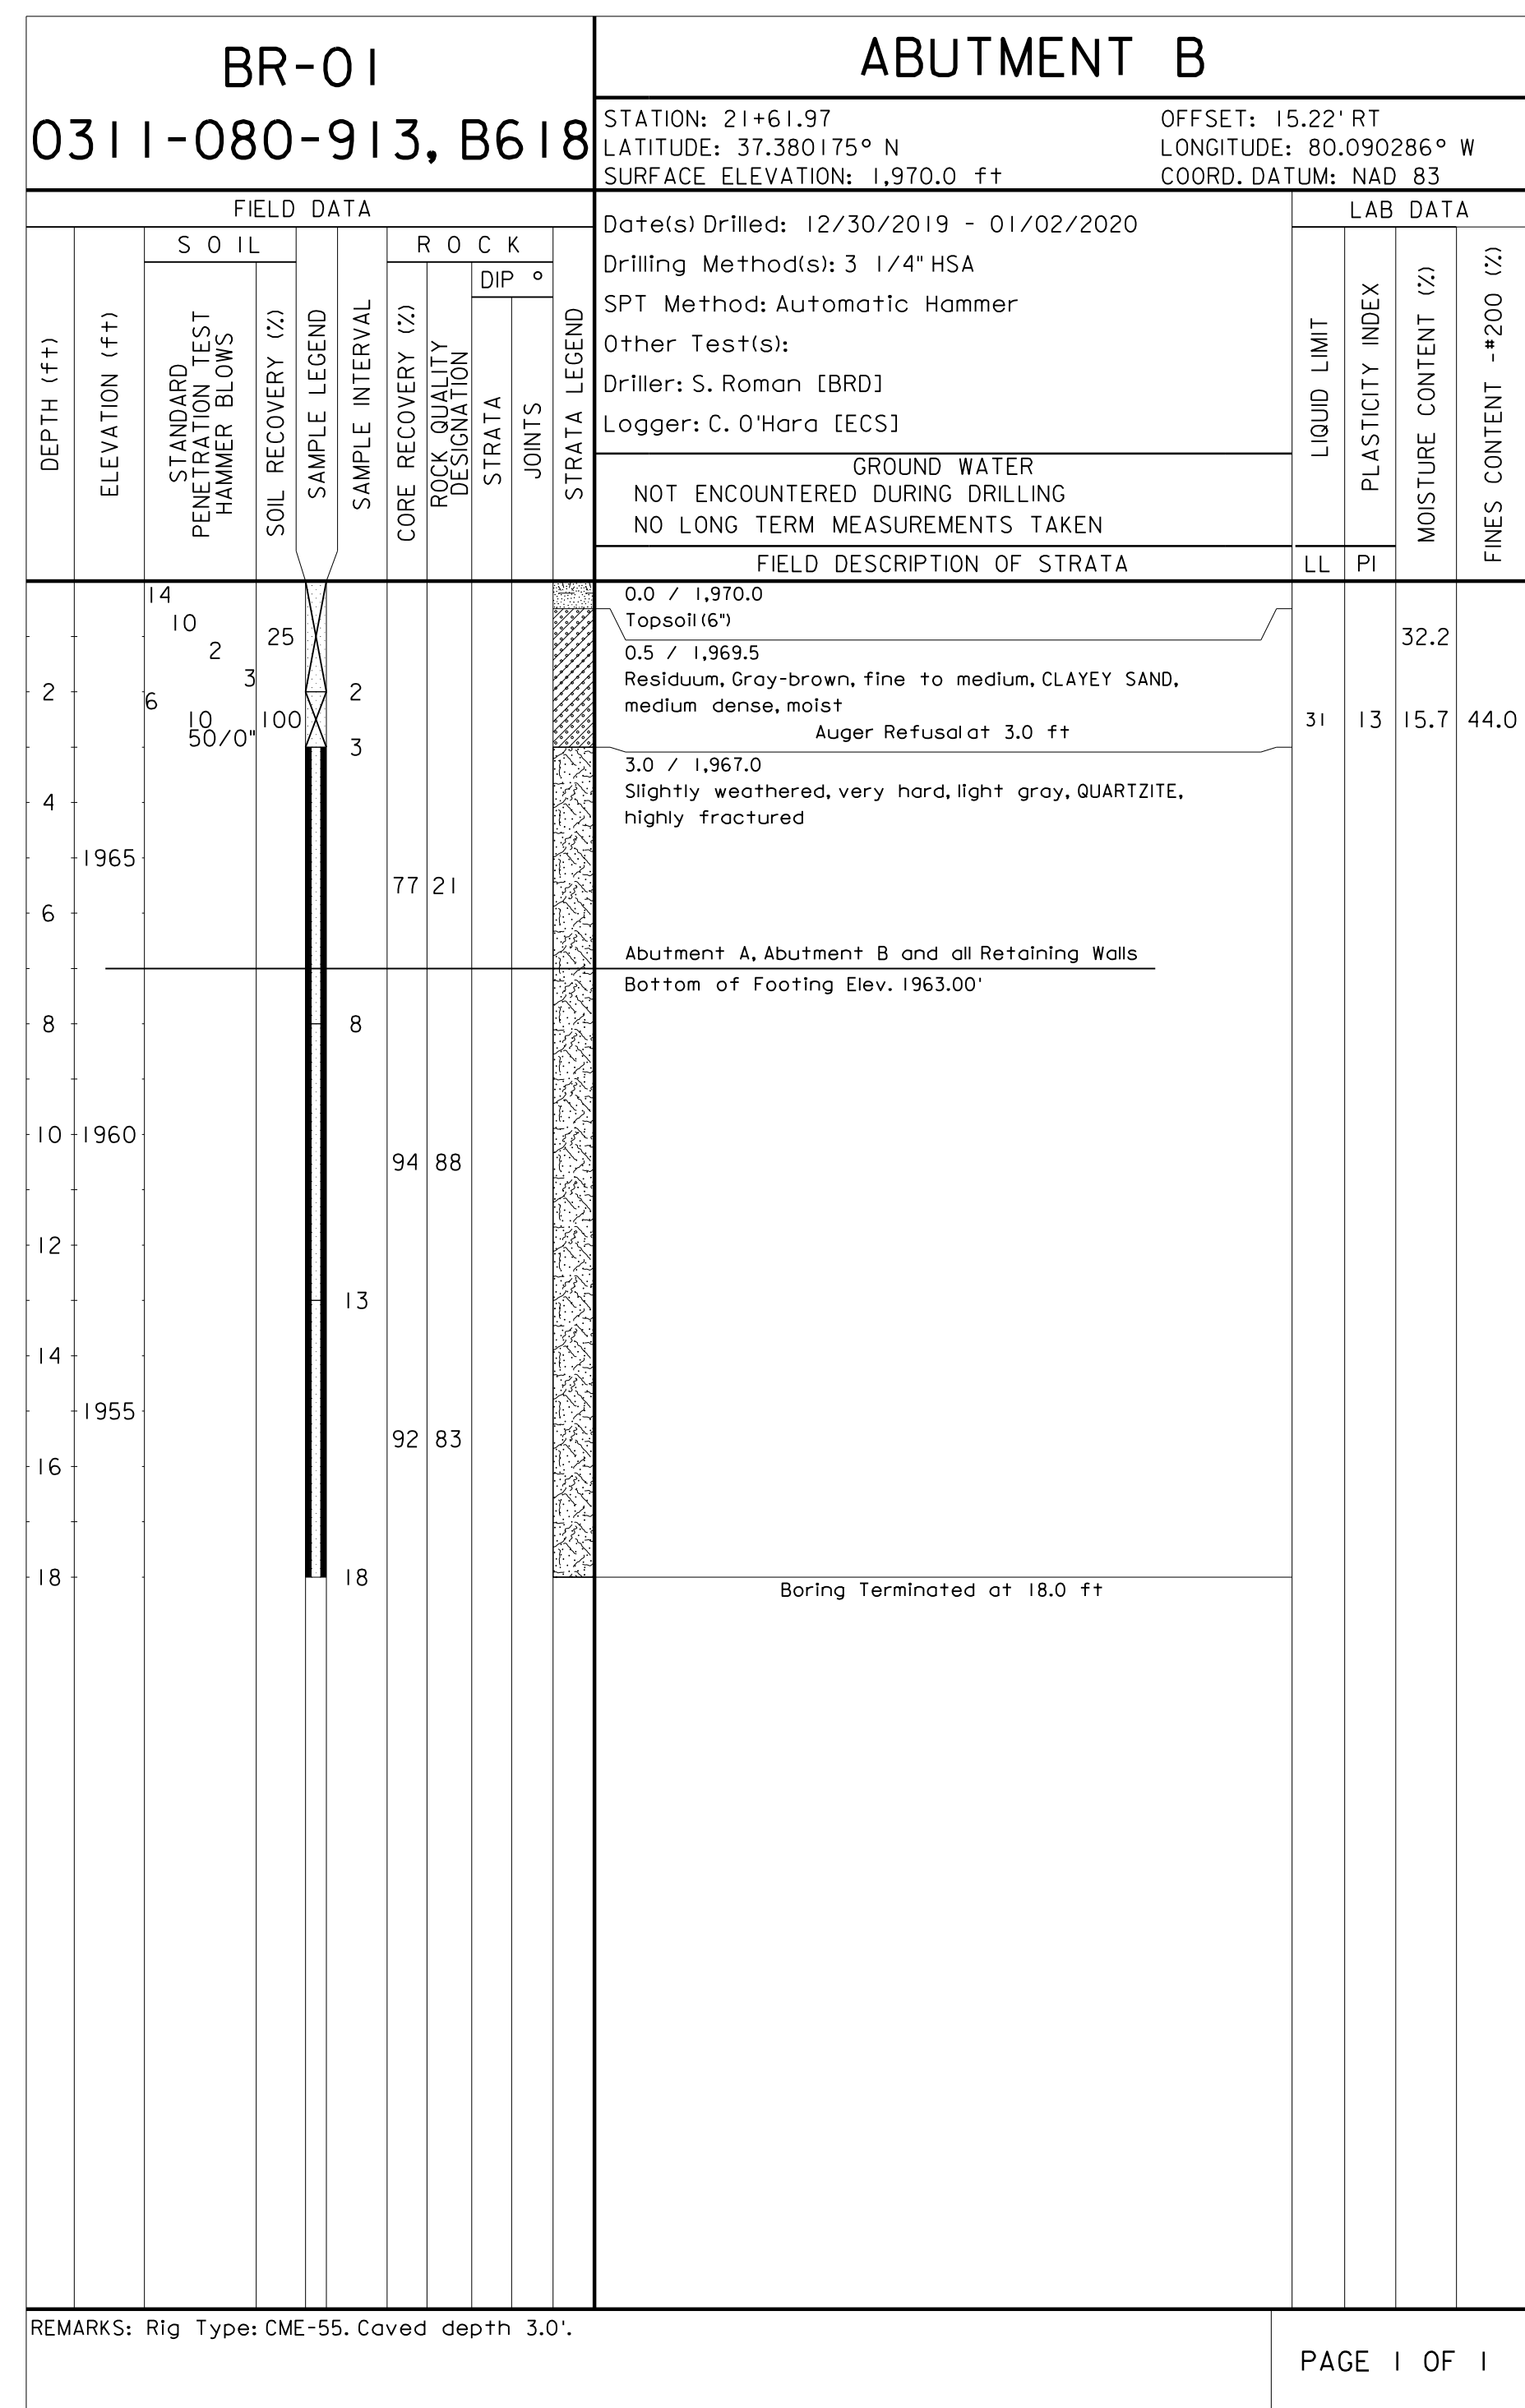 BR-01
0311-080-913, B618
ABUTMENT B
STATION: 21+61.97
OFFSET: 15.22' RT
LATITUDE: 37.380175° N
LONGITUDE: 80.090286° W
SURFACE ELEVATION: 1,970.0 ft
COORD. DATUM: NAD 83
FIELD DATA
SOIL
ROCK
DIP °
DEPTH (ft)
ELEVATION (ft)
STANDARD
PENETRATION TEST
HAMMER BLOWS
SOIL RECOVERY (%)
SAMPLE LEGEND
SAMPLE INTERVAL
CORE RECOVERY (%)
ROCK QUALITY
DESIGNATION
STRATA
JOINTS
STRATA LEGEND
Date(s) Drilled: 12/30/2019 - 01/02/2020
Drilling Method(s): 3 1/4" HSA
SPT Method: Automatic Hammer
Other Test(s):
Driller: S. Roman [BRD]
Logger: C. O'Hara [ECS]
GROUND WATER
NOT ENCOUNTERED DURING DRILLING
NO LONG TERM MEASUREMENTS TAKEN
FIELD DESCRIPTION OF STRATA
LAB DATA
LIQUID LIMIT
PLASTICITY INDEX
MOISTURE CONTENT (%)
FINES CONTENT -#200 (%)
LL
PI
14
0.0 / 1,970.0
10
Topsoil (6")
25
32.2
2
0.5 / 1,969.5
3
Residuum, Gray-brown, fine to medium, CLAYEY SAND,
2
2
6
medium dense, moist
10
100
31
13
15.7
44.0
50/0"
Auger Refusal at 3.0 ft
3
3.0 / 1,967.0
Slightly weathered, very hard, light gray, QUARTZITE,
4
highly fractured
1965
77
21
6
Abutment A, Abutment B and all Retaining Walls
Bottom of Footing Elev. 1963.00'
8
8
10
1960
94
88
12
13
14
1955
92
83
16
18
18
Boring Terminated at 18.0 ft
REMARKS: Rig Type: CME-55. Caved depth 3.0'.
PAGE 1 OF 1